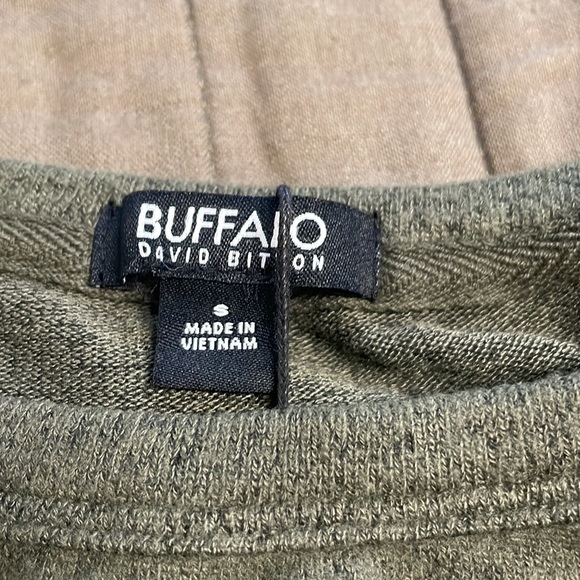 BUFFALO
DAVID BITTON
S
MADE IN
VIETNAM